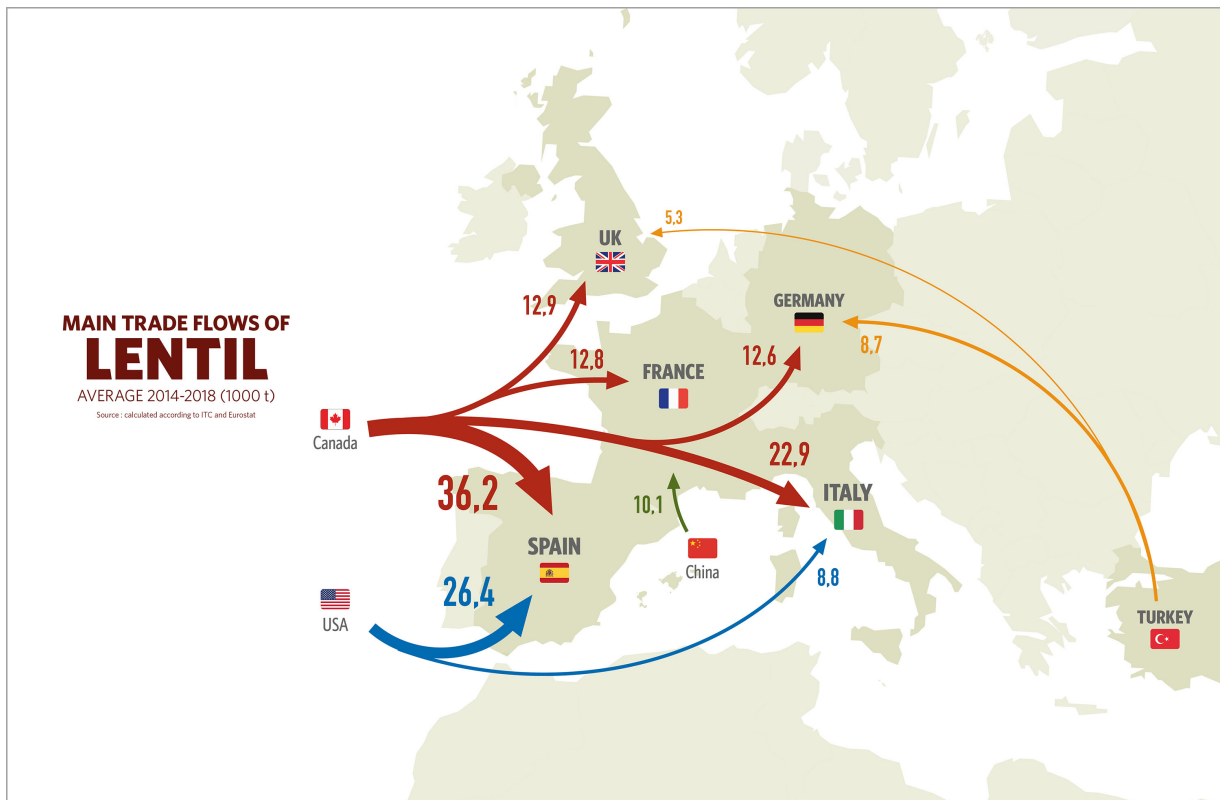 MAIN TRADE FLOWS OF
LENTIL
AVERAGE 2014-2018 (1000 t)
Source : calculated according to ITC and Eurostat
Canada
USA
UK
FRANCE
GERMANY
SPAIN
ITALY
China
TURKEY
12,9
12,8
12,6
22,9
36,2
26,4
8,8
10,1
5,3
8,7